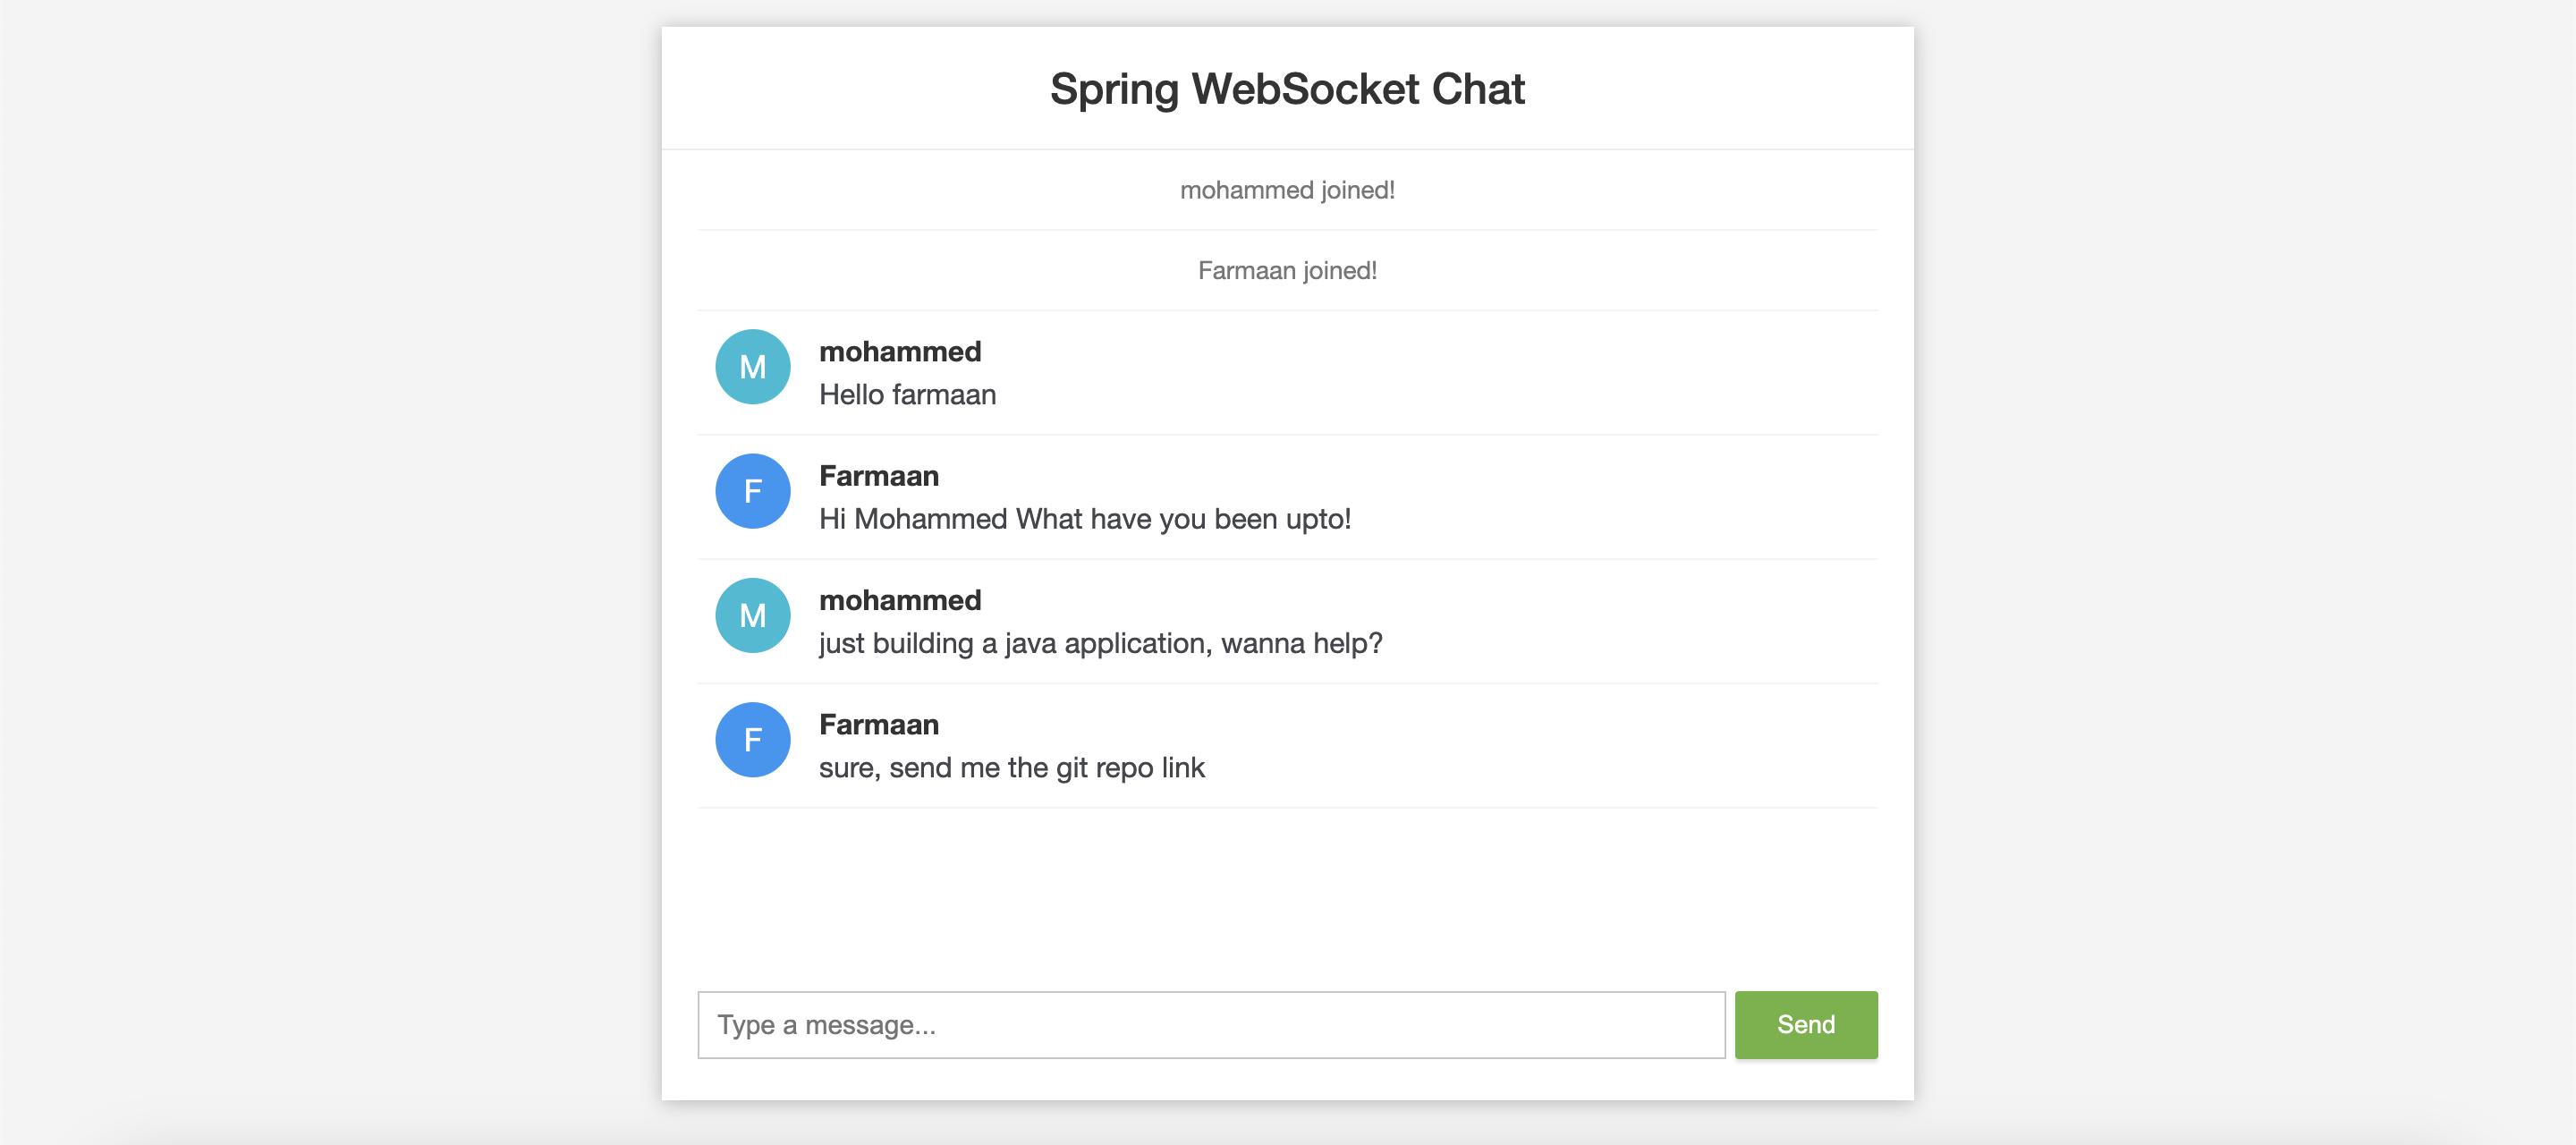 Spring WebSocket Chat
mohammed joined!
Farmaan joined!
M
mohammed
Hello farmaan
F
Farmaan
Hi Mohammed What have you been upto!
M
mohammed
just building a java application, wanna help?
F
Farmaan
sure, send me the git repo link
Type a message...
Send